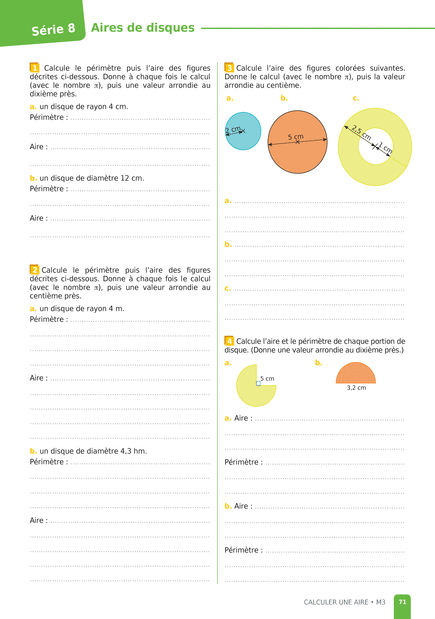 Série 8
Aires de disques
1 Calcule le périmètre puis l'aire des figures
décrites ci-dessous. Donne à chaque fois le calcul
(avec le nombre π), puis une valeur arrondie au
dixième près.
a. un disque de rayon 4 cm.
Périmètre :
Aire :
b. un disque de diamètre 12 cm.
Périmètre :
Aire :
2 Calcule le périmètre puis l'aire des figures
décrites ci-dessous. Donne à chaque fois le calcul
(avec le nombre π), puis une valeur arrondie au
centième près.
a. un disque de rayon 4 m.
Périmètre :
Aire :
b. un disque de diamètre 4,3 hm.
Périmètre :
Aire :
3 Calcule l'aire des figures colorées suivantes.
Donne le calcul (avec le nombre π), puis la valeur
arrondie au centième.
a. b. c.
2 cm
5 cm
2,5 cm
1 cm
a.
b.
c.
4 Calcule l'aire et le périmètre de chaque portion de
disque. (Donne une valeur arrondie au dixième près.)
a. b.
5 cm
3,2 cm
a. Aire :
Périmètre :
b. Aire :
Périmètre :
CALCULER UNE AIRE • M3
71